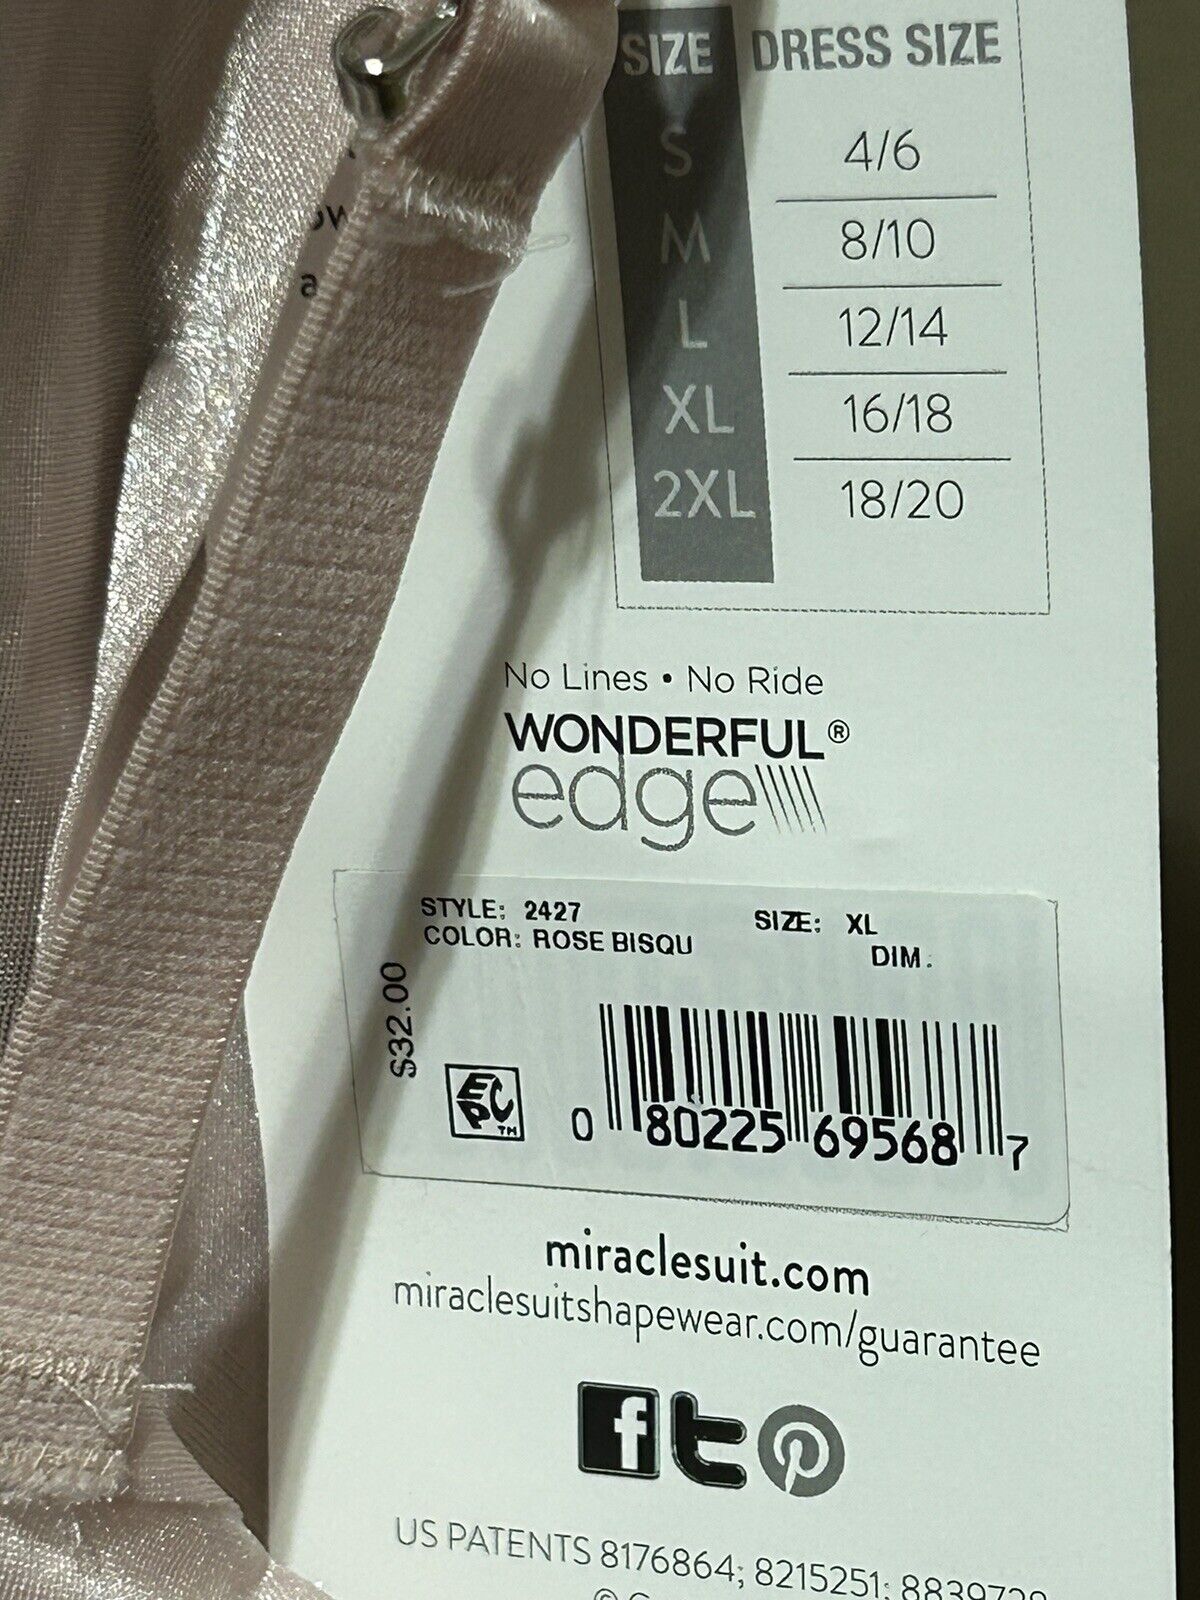 SIZE DRESS SIZE
S 4/6
M 8/10
L 12/14
XL 16/18
2XL 18/20
No Lines • No Ride
WONDERFUL®
edge
STYLE: 2427 SIZE: XL
COLOR: ROSE BISQU DIM.
$32.00
EC
P™
0 80225 69568 7
miraclesuit.com
miraclesuitshapewear.com/guarantee
US PATENTS 8176864; 8215251;